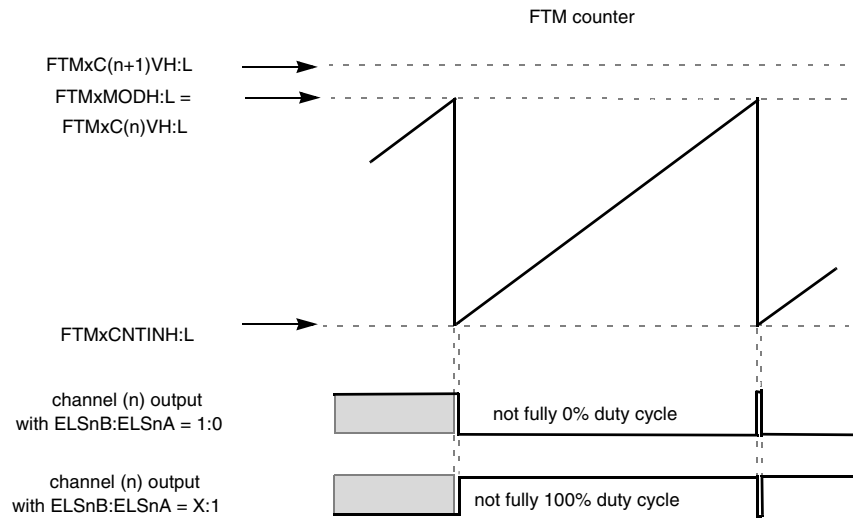 FTM counter
FTMxC(n+1)VH:L
FTMxMODH:L =
FTMxC(n)VH:L
FTMxCNTINH:L
channel (n) output
with ELSnB:ELSnA = 1:0
not fully 0% duty cycle
channel (n) output
with ELSnB:ELSnA = X:1
not fully 100% duty cycle